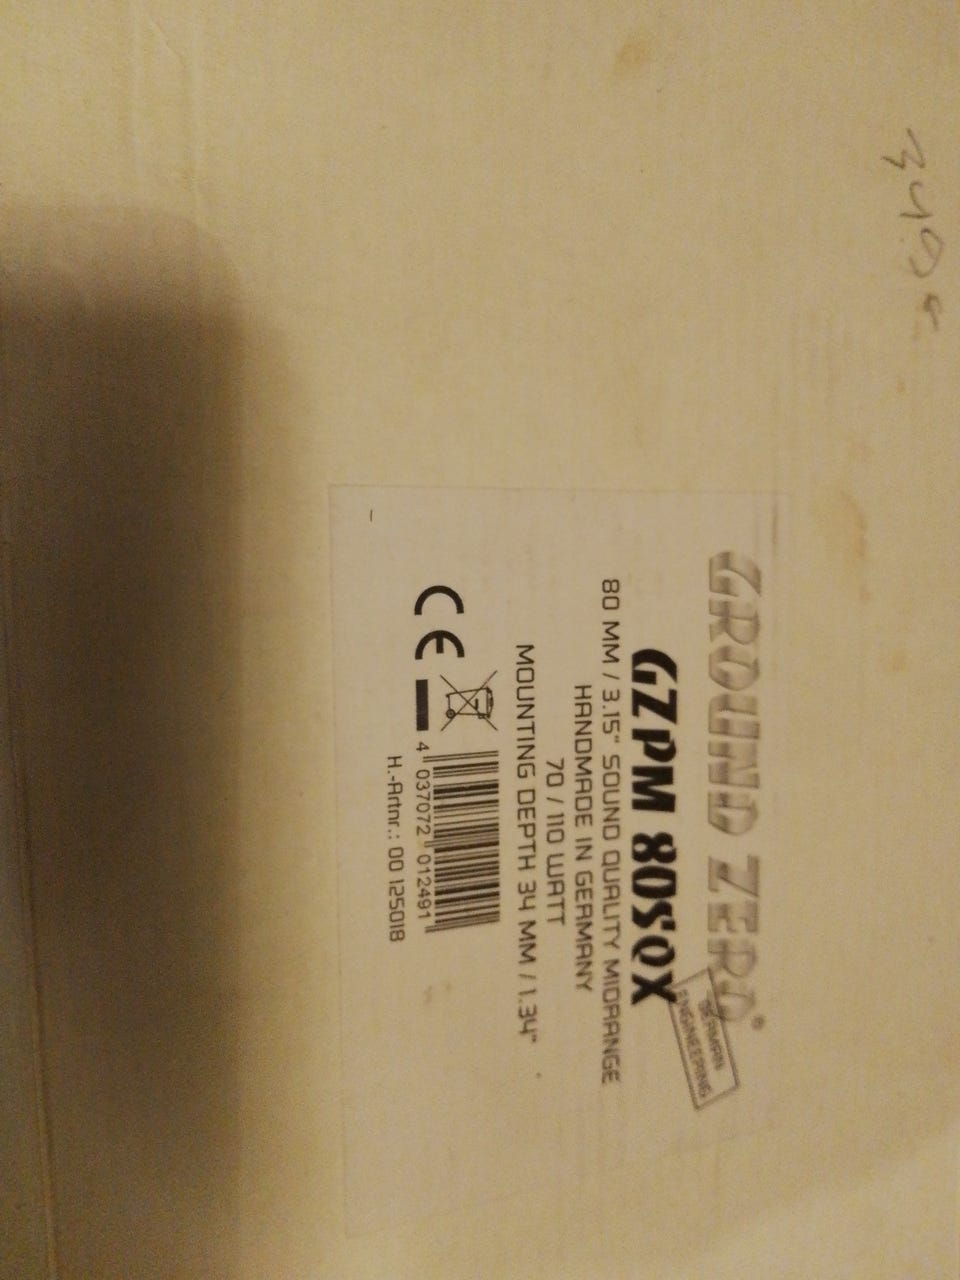 349€
GROUND ZERO®
GERMAN
ENGINEERING
GZPM 80SQX
80 MM / 3.15" SOUND QUALITY MIDRANGE
HANDMADE IN GERMANY
70 / 110 WATT
MOUNTING DEPTH 34 MM / 1.34"
CE
4 037072 012491
H.-Artnr.: 00 125018